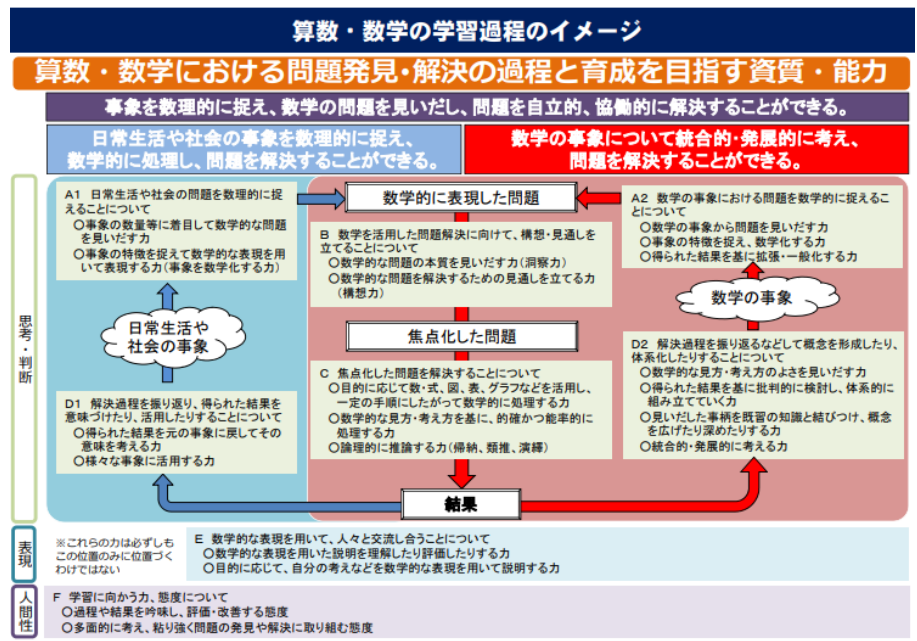 算数・数学の学習過程のイメージ
算数・数学における問題発見・解決の過程と育成を目指す資質・能力
事象を数理的に捉え、数学の問題を見いだし、問題を自立的、協働的に解決することができる。
日常生活や社会の事象を数理的に捉え、
数学的に処理し、問題を解決することができる。
数学の事象について統合的・発展的に考え、
問題を解決することができる。
思考・判断
A1 日常生活や社会の問題を数理的に捉
えることについて
○事象の数量等に着目して数学的な問題
を見いだす力
○事象の特徴を捉えて数学的な表現を用
いて表現する力(事象を数学化する力)
日常生活や
社会の事象
D1 解決過程を振り返り、得られた結果を
意味づけたり、活用したりすることについて
○得られた結果を元の事象に戻してその
意味を考える力
○様々な事象に活用する力
数学的に表現した問題
B 数学を活用した問題解決に向けて、構想・見通しを
立てることについて
○数学的な問題の本質を見いだす力(洞察力)
○数学的な問題を解決するための見通しを立てる力
(構想力)
焦点化した問題
C 焦点化した問題を解決することについて
○目的に応じて数・式、図、表、グラフなどを活用し、
一定の手順にしたがって数学的に処理する力
○数学的な見方・考え方を基に、的確かつ能率的に
処理する力
○論理的に推論する力(帰納、類推、演繹)
結果
A2 数学の事象における問題を数学的に捉えるこ
とについて
○数学の事象から問題を見いだす力
○事象の特徴を捉え、数学化する力
○得られた結果を基に拡張・一般化する力
数学の事象
D2 解決過程を振り返るなどして概念を形成したり、
体系化したりすることについて
○数学的な見方・考え方のよさを見いだす力
○得られた結果を基に批判的に検討し、体系的に
組み立てていく力
○見いだした事柄を既習の知識と結びつけ、概念
を広げたり深めたりする力
○統合的・発展的に考える力
表現
※これらの力は必ずしも
この位置のみに位置づく
わけではない
E 数学的な表現を用いて、人々と交流し合うことについて
○数学的な表現を用いた説明を理解したり評価したりする力
○目的に応じて、自分の考えなどを数学的な表現を用いて説明する力
人間性
F 学習に向かう力、態度について
○過程や結果を吟味し、評価・改善する態度
○多面的に考え、粘り強く問題の発見や解決に取り組む態度